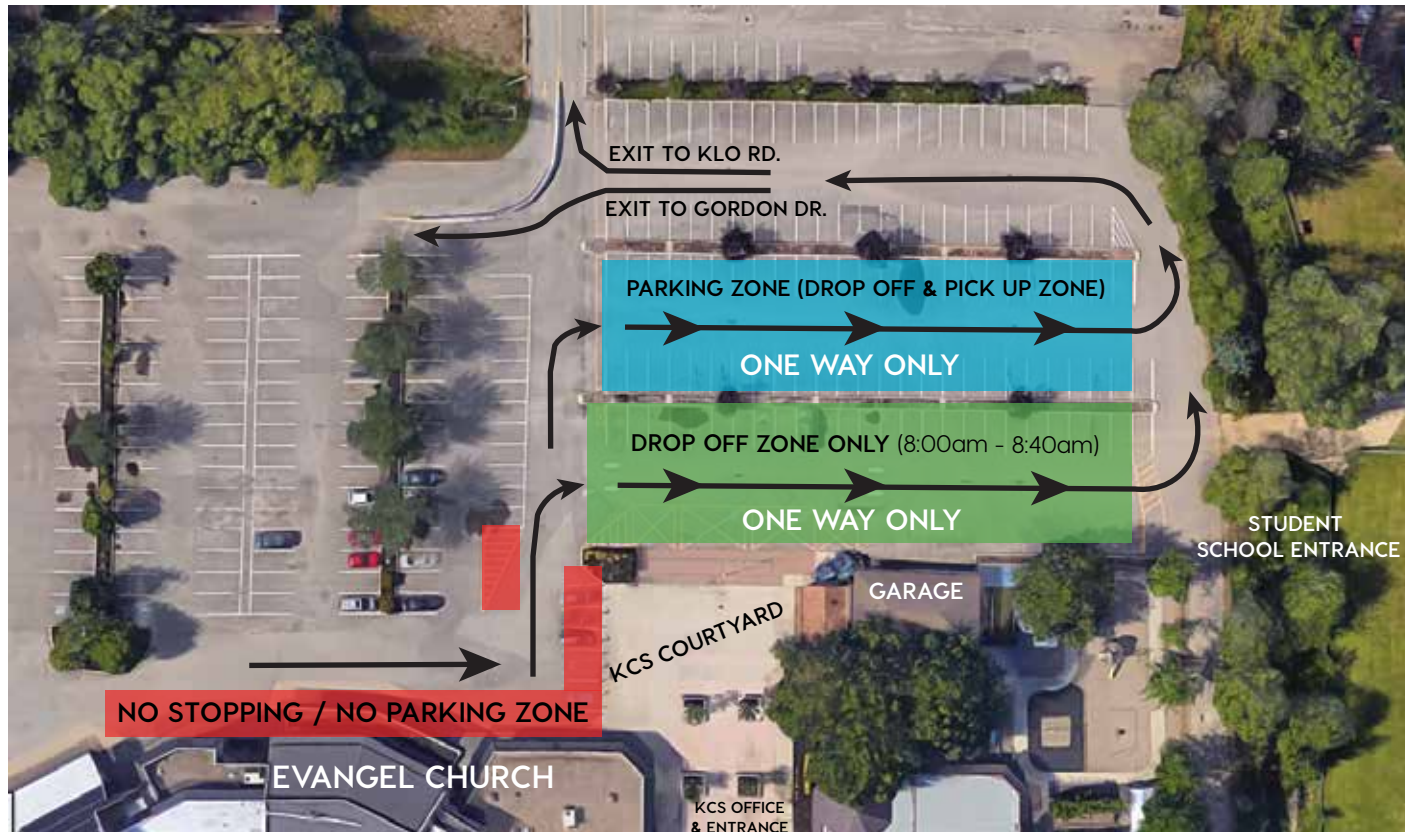 EXIT TO KLO RD.
EXIT TO GORDON DR.
PARKING ZONE (DROP OFF & PICK UP ZONE)
ONE WAY ONLY
DROP OFF ZONE ONLY (8:00am - 8:40am)
ONE WAY ONLY
STUDENT
SCHOOL ENTRANCE
GARAGE
KCS COURTYARD
NO STOPPING / NO PARKING ZONE
EVANGEL CHURCH
KCS OFFICE
& ENTRANCE